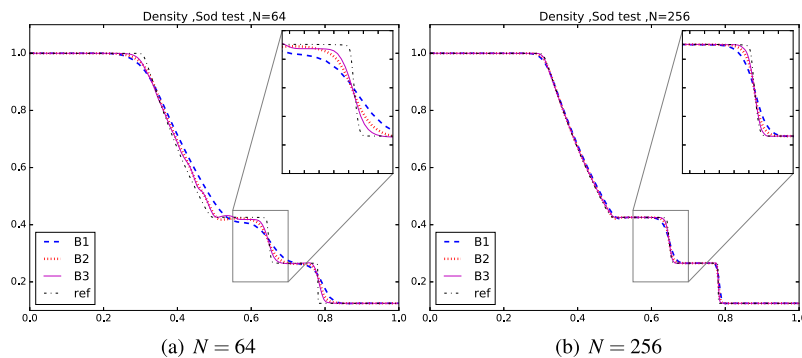 Density ,Sod test ,N=64
1.0
0.8
0.6
0.4
0.2
B1
B2
B3
ref
0.0 0.2 0.4 0.6 0.8 1.0
(a) N = 64
Density ,Sod test ,N=256
1.0
0.8
0.6
0.4
0.2
B1
B2
B3
ref
0.0 0.2 0.4 0.6 0.8 1.0
(b) N = 256